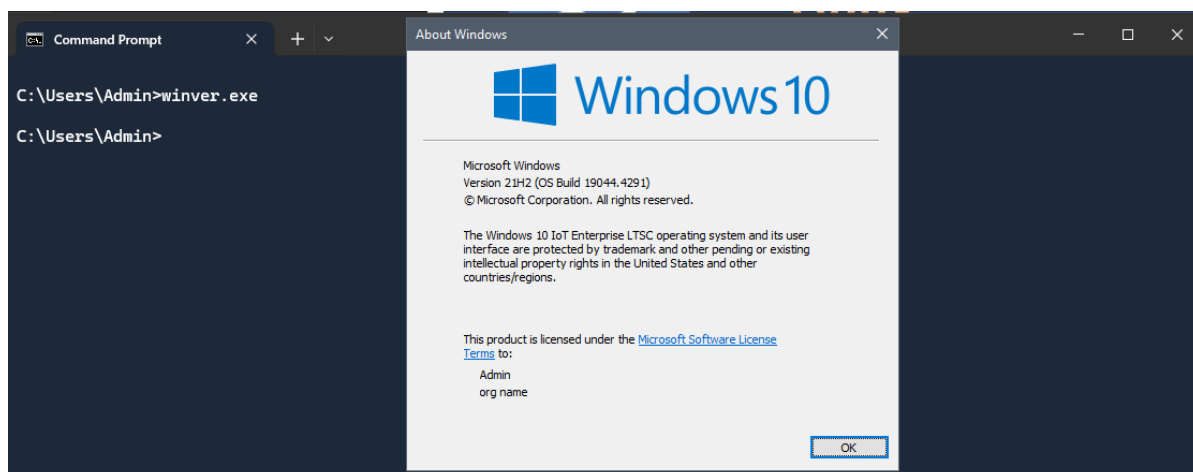 Command Prompt
C:\Users\Admin>winver.exe
C:\Users\Admin>
About Windows
Windows 10
Microsoft Windows
Version 21H2 (OS Build 19044.4291)
© Microsoft Corporation. All rights reserved.
The Windows 10 IoT Enterprise LTSC operating system and its user
interface are protected by trademark and other pending or existing
intellectual property rights in the United States and other
countries/regions.
This product is licensed under the Microsoft Software License
Terms to:
Admin
org name
OK